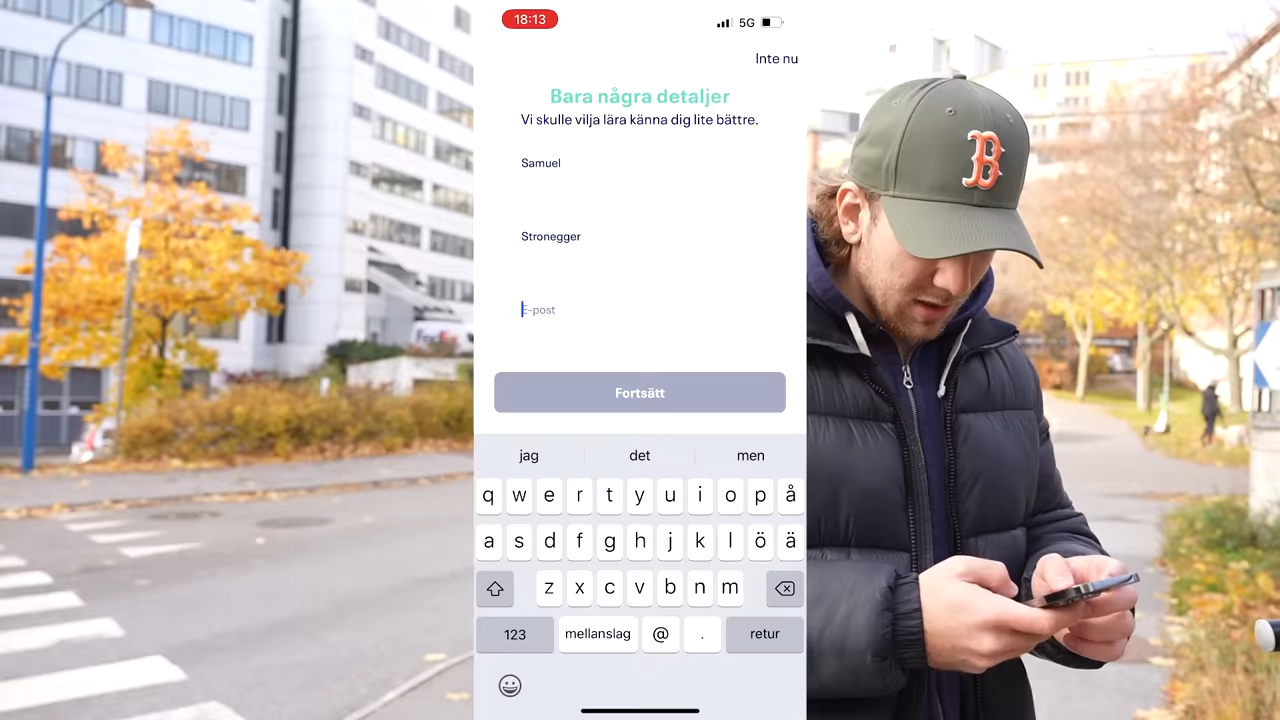 18:13
5G
Inte nu
Bara några detaljer
Vi skulle vilja lära känna dig lite bättre.
Samuel
Stronegger
E-post
Fortsätt
jag det men
q w e r t y u i o p å
a s d f g h j k l ö ä
z x c v b n m
123 mellanslag @ . retur
B
FedEx